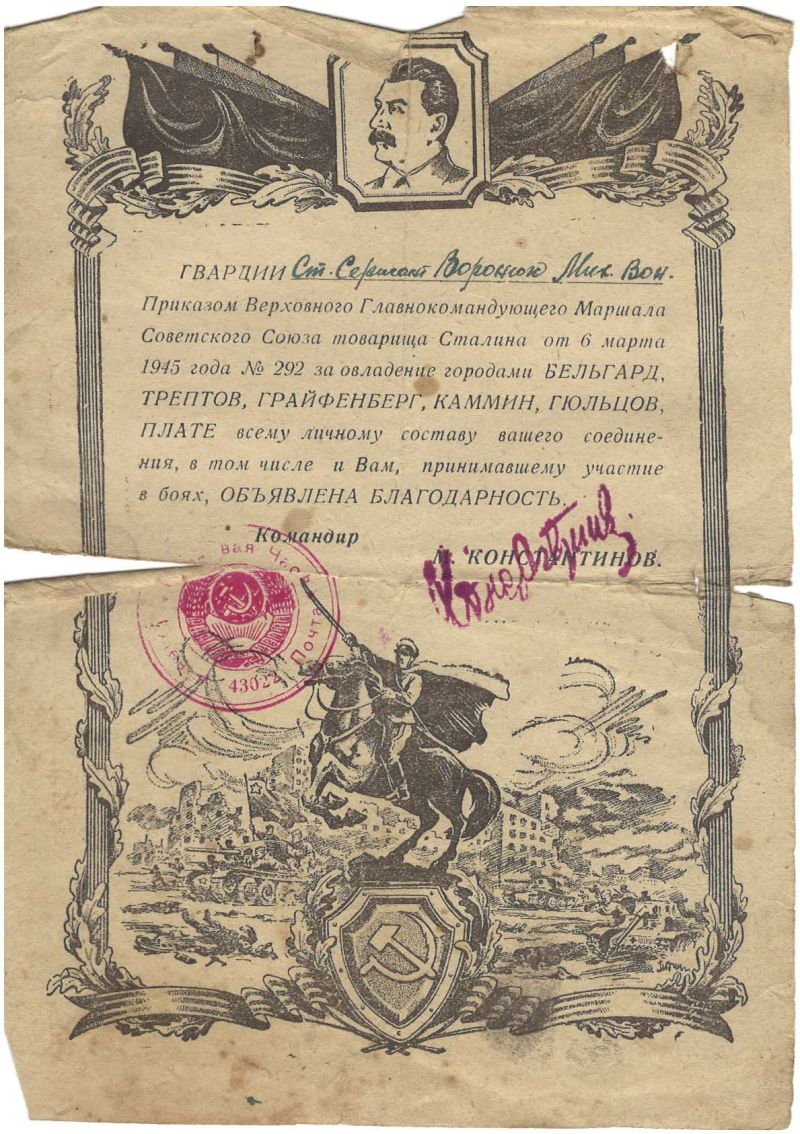 ГВАРДИИ Ст. Сержант Воронюк Мих. Вон.
Приказом Верховного Главнокомандующего Маршала
Советского Союза товарища Сталина от 6 марта
1945 года № 292 за овладение городами БЕЛЬГАРД,
ТРЕПТОВ, ГРАЙФЕНБЕРГ, КАММИН, ГЮЛЬЦОВ,
ПЛАТЕ всему личному составу вашего соедине-
ния, в том числе и Вам, принимавшему участие
в боях, ОБЪЯВЛЕНА БЛАГОДАРНОСТЬ.
Командир
М. КОНСТАНТИНОВ.
Почта
43022